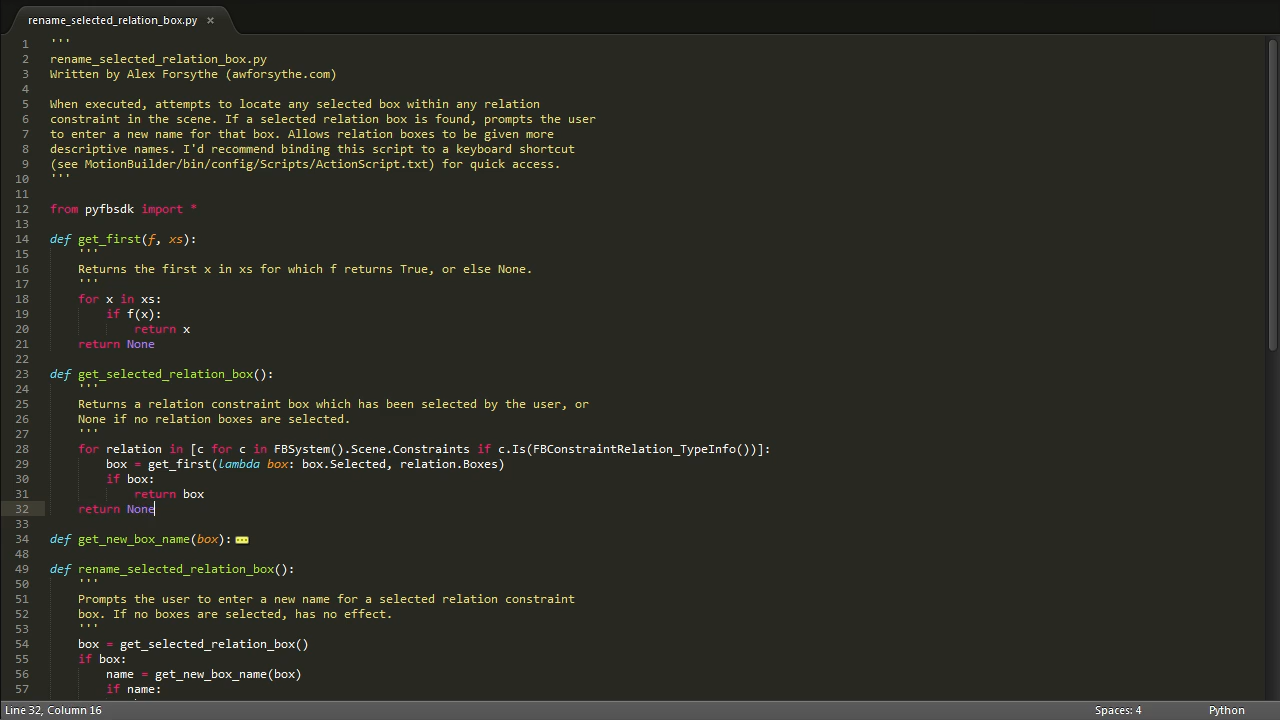 rename_selected_relation_box.py ×
1 '''
2 rename_selected_relation_box.py
3 Written by Alex Forsythe (awforsythe.com)
4
5 When executed, attempts to locate any selected box within any relation
6 constraint in the scene. If a selected relation box is found, prompts the user
7 to enter a new name for that box. Allows relation boxes to be given more
8 descriptive names. I'd recommend binding this script to a keyboard shortcut
9 (see MotionBuilder/bin/config/Scripts/ActionScript.txt) for quick access.
10 '''
11
12 from pyfbsdk import *
13
14 def get_first(f, xs):
15     '''
16     Returns the first x in xs for which f returns True, or else None.
17     '''
18     for x in xs:
19         if f(x):
20             return x
21     return None
22
23 def get_selected_relation_box():
24     '''
25     Returns a relation constraint box which has been selected by the user, or
26     None if no relation boxes are selected.
27     '''
28     for relation in [c for c in FBSystem().Scene.Constraints if c.Is(FBConstraintRelation_TypeInfo())]:
29         box = get_first(lambda box: box.Selected, relation.Boxes)
30         if box:
31             return box
32     return None
33
34 def get_new_box_name(box):
48
49 def rename_selected_relation_box():
50     '''
51     Prompts the user to enter a new name for a selected relation constraint
52     box. If no boxes are selected, has no effect.
53     '''
54     box = get_selected_relation_box()
55     if box:
56         name = get_new_box_name(box)
57         if name:
Line 32, Column 16 Spaces: 4 Python